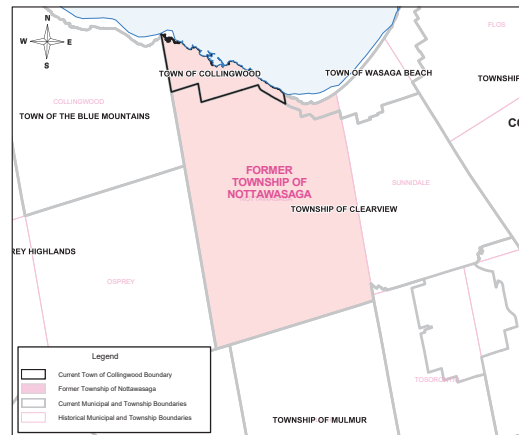 N
W E
S
FLOS
TOWN OF COLLINGWOOD
TOWN OF WASAGA BEACH
TOWNSHIP
COLLINGWOOD
TOWN OF THE BLUE MOUNTAINS
CO
FORMER
TOWNSHIP OF
NOTTAWASAGA
SUNNIDALE
TOWNSHIP OF CLEARVIEW
REY HIGHLANDS
OSPREY
Legend
Current Town of Collingwood Boundary
Former Township of Nottawasaga
Current Municipal and Township Boundaries
Historical Municipal and Township Boundaries
TOSORONTIO
TOWNSHIP OF MULMUR